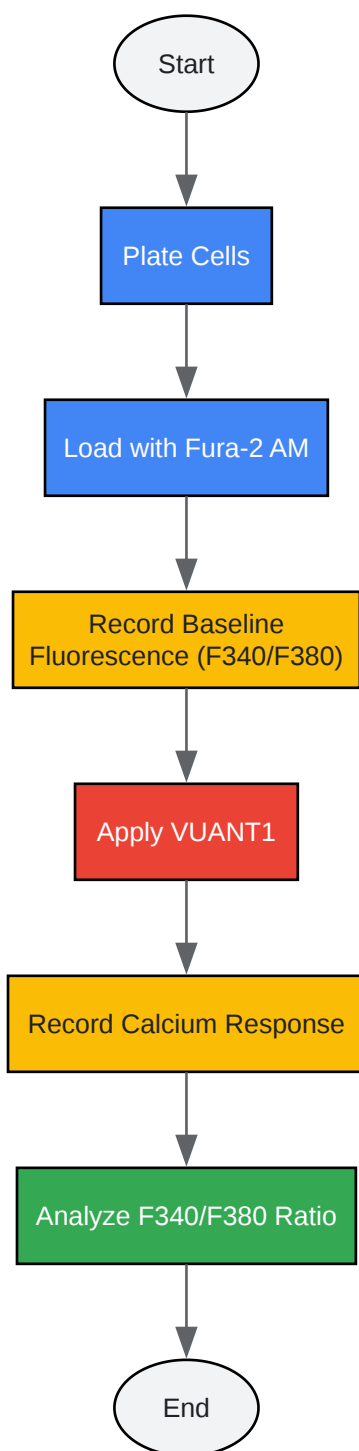 Start
Plate Cells
Load with Fura-2 AM
Record Baseline
Fluorescence (F340/F380)
Apply VUANT1
Record Calcium Response
Analyze F340/F380 Ratio
End